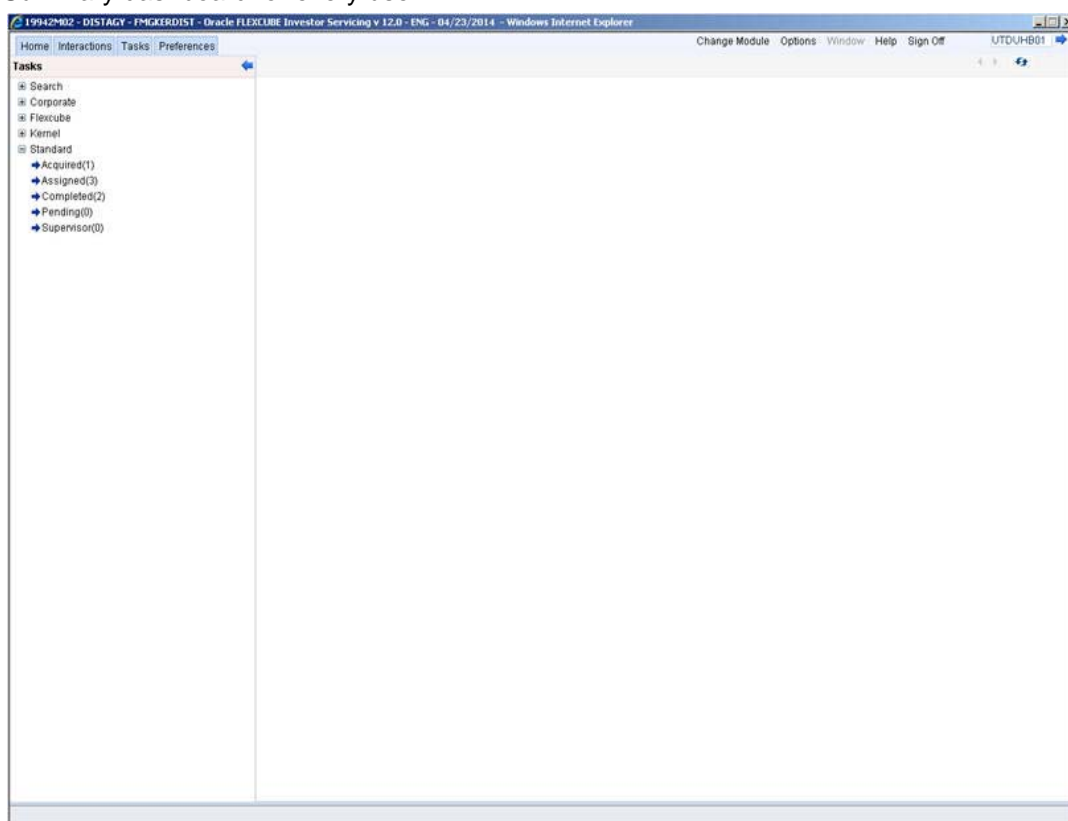 19942M02 - DISTAGY - FMGKERDIST - Oracle FLEXCUBE Investor Servicing v 12.0 - ENG - 04/23/2014 - Windows Internet Explorer
Home Interactions Tasks Preferences Change Module Options Window Help Sign Off UTDUHB01
Tasks
Search
Corporate
Flexcube
Kernel
Standard
Acquired(1)
Assigned(3)
Completed(2)
Pending(0)
Supervisor(0)